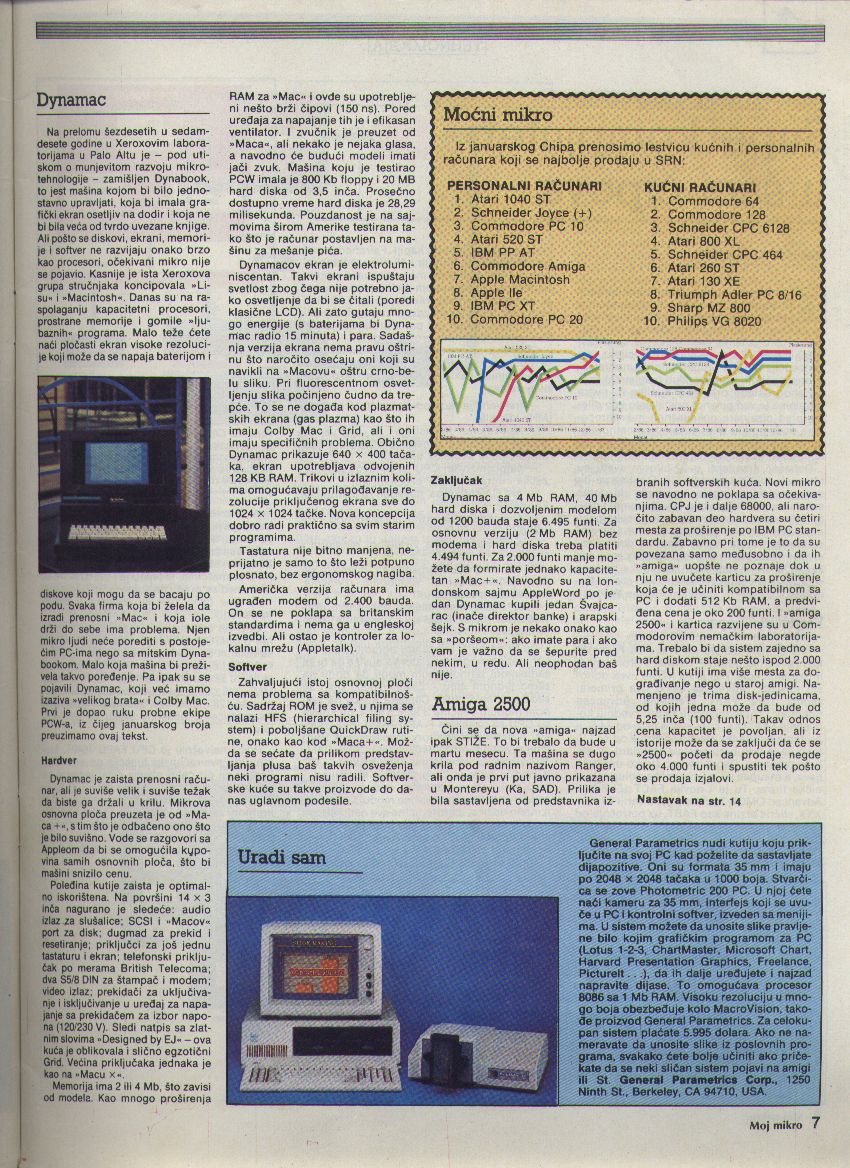 Dynamac
Na prelomu šezdesetih u sedam-
desete godine u Xeroxovim labora-
torijama u Palo Altu je – pod uti-
skom o munjevitom razvoju mikro-
tehnologije – zamišljen Dynabook,
to jest mašina kojom bi bilo jedno-
stavno upravljati, koja bi imala gra-
fički ekran osetljiv na dodir i koja ne
bi bila veća od tvrdo uvezane knjige.
Ali pošto se diskovi, ekrani, memori-
je i softver ne razvijaju onako brzo
kao procesori, očekivani mikro nije
se pojavio. Kasnije je ista Xeroxova
grupa stručnjaka koncipovala »Li-
su« i »Macintosh«. Danas su na ra-
spolaganju kapacitetni procesori,
prostrane memorije i gomile »lju-
baznih« programa. Malo teže ćete
naći pločasti ekran visoke rezoluci-
je koji može da se napaja baterijom i
diskove koji mogu da se bacaju po
podu. Svaka firma koja bi želela da
izradi prenosni »Mac« i koja iole
drži do sebe ima problema. Njen
mikro ljudi neće porediti s postoje-
ćim PC-ima nego sa mitskim Dyna-
bookom. Malo koja mašina bi preži-
vela takvo poređenje. Pa ipak su se
pojavili Dynamac, koji već imamo
izaziva »velikog brata« i Colby Mac.
Prvi je dopao ruku probne ekipe
PCW-a, iz čijeg januarskog broja
preuzimamo ovaj tekst.
Hardver
Dynamac je zaista prenosni raču-
nar, ali je suviše velik i suviše težak
da biste ga držali u krilu. Mikrova
osnovna ploča preuzeta je od »Ma-
ca +«, s tim što je odbačeno ono što
je bilo suvišno. Vode se razgovori sa
Appleom da bi se omogućila kupo-
vina samih osnovnih ploča, što bi
mašini snizilo cenu.
Poleđina kutije zaista je optimal-
no iskorištena. Na površini 14 × 3
inča nagurano je sledeće: audio
izlaz za slušalice; SCSI i »Macov«
port za disk; dugmad za prekid i
resetiranje; priključci za još jednu
tastaturu i ekran; telefonski priklju-
čak po merama British Telecoma;
dva S5/8 DIN za štampač i modem;
video izlaz; prekidači za uključiva-
nje i isključivanje u uređaj za napa-
janje sa prekidačem za izbor napo-
na (120/230 V). Sledi natpis sa zlat-
nim slovima »Designed by EJ« – ova
kuća je oblikovala i slično egzotični
Grid. Većina priključaka jednaka je
kao na »Macu ×«.
Memorija ima 2 ili 4 Mb, što zavisi
od modela. Kao mnogo proširenja
RAM za »Mac« i ovde su upotreblje-
ni nešto brži čipovi (150 ns). Pored
uređaja za napajanje tih je i efikasan
ventilator. I zvučnik je preuzet od
»Maca«, ali nekako je nejaka glasa,
a navodno će budući modeli imati
jači zvuk. Mašina koju je testirao
PCW imala je 800 Kb floppy i 20 MB
hard diska od 3,5 inča. Prosečno
dostupno vreme hard diska je 28,29
milisekunda. Pouzdanost je na saj-
movima širom Amerike testirana ta-
ko što je računar postavljen na ma-
šinu za mešanje pića.
Dynamacov ekran je elektrolumi-
niscentan. Takvi ekrani ispuštaju
svetlost zbog čega nije potrebno ja-
ko osvetljenje da bi se čitali (poredi
klasične LCD). Ali zato gutaju mno-
go energije (s baterijama bi Dyna-
mac radio 15 minuta) i para. Sadaš-
nja verzija ekrana nema pravu oštri-
nu što naročito osećaju oni koji su
navikli na »Macovu« oštru crno-be-
lu sliku. Pri fluorescentnom osvet-
ljenju slika počinjeno čudno da tre-
pće. To se ne događa kod plazmat-
skih ekrana (gas plazma) kao što ih
imaju Colby Mac i Grid, ali i oni
imaju specifičnih problema. Obično
Dynamac prikazuje 640 × 400 tača-
ka, ekran upotrebljava odvojenih
128 KB RAM. Trikovi u izlaznim koli-
ma omogućavaju prilagođavanje re-
zolucije priključenog ekrana sve do
1024 × 1024 tačke. Nova koncepcija
dobro radi praktično sa svim starim
programima.
Tastatura nije bitno manjena, ne-
prijatno je samo to što leži potpuno
plosnato, bez ergonomskog nagiba.
Američka verzija računara ima
ugrađen modem od 2.400 bauda.
On se ne poklapa sa britanskim
standardima i nema ga u engleskoj
izvedbi. Ali ostao je kontroler za lo-
kalnu mrežu (Appletalk).
Softver
Zahvaljujući istoj osnovnoj ploči
nema problema sa kompatibilnoš-
ću. Sadržaj ROM je svež, u njima se
nalazi HFS (hierarchical filing sy-
stem) i poboljšane QuickDraw ruti-
ne, onako kao kod »Maca+«. Mož-
da se sećate da prilikom predstav-
ljanja plusa baš takvih osveženja
neki programi nisu radili. Softver-
ske kuće su takve proizvode do da-
nas uglavnom podesile.
Moćni mikro
Iz januarskog Chipa prenosimo lestvicu kućnih i personalnih
računara koji se najbolje prodaju u SRN:
PERSONALNI RAČUNARI
1. Atari 1040 ST
2. Schneider Joyce (+)
3. Commodore PC 10
4. Atari 520 ST
5. IBM PP AT
6. Commodore Amiga
7. Apple Macintosh
8. Apple IIe
9. IBM PC XT
10. Commodore PC 20
KUĆNI RAČUNARI
1. Commodore 64
2. Commodore 128
3. Schneider CPC 6128
4. Atari 800 XL
5. Schneider CPC 464
6. Atari 260 ST
7. Atari 130 XE
8. Triumph Adler PC 8/16
9. Sharp MZ 800
10. Philips VG 8020
Zaključak
Dynamac sa 4 Mb RAM, 40 Mb
hard diska i dozvoljenim modelom
od 1200 bauda staje 6.495 funti. Za
osnovnu verziju (2 Mb RAM) bez
modema i hard diska treba platiti
4.494 funti. Za 2.000 funti manje mo-
žete da formirate jednako kapacite-
tan »Mac+«. Navodno su na lon-
donskom sajmu AppleWord po je-
dan Dynamac kupili jedan Švajca-
rac (inače direktor banke) i arapski
šejk. S mikrom je nekako onako kao
sa »poršeom«: ako imate para i ako
vam je važno da se šepurite pred
nekim, u redu. Ali neophodan baš
nije.
Amiga 2500
Čini se da nova »amiga« najzad
ipak STIŽE. To bi trebalo da bude u
martu mesecu. Ta mašina se dugo
krila pod radnim nazivom Ranger,
ali onda je prvi put javno prikazana
u Montereyu (Ka, SAD). Prilika je
bila sastavljena od predstavnika iz-
branih softverskih kuća. Novi mikro
se navodno ne poklapa sa očekiva-
njima. CPJ je i dalje 68000, ali naro-
čito zabavan deo hardvera su četiri
mesta za proširenje po IBM PC stan-
dardu. Zabavno pri tome je to da su
povezana samo međusobno i da ih
»amiga« uopšte ne poznaje dok u
nju ne uvučete karticu za proširenje
koja će je učiniti kompatibilnom sa
PC i dodati 512 Kb RAM, a predvi-
đena cena je oko 200 funti. I »amiga
2500« i kartica razvijene su u Com-
modorovim nemačkim laboratorija-
ma. Trebalo bi da sistem zajedno sa
hard diskom staje nešto ispod 2.000
funti. U kutiji ima više mesta za do-
građivanje nego u staroj amigi. Na-
menjeno je trima disk-jedinicama,
od kojih jedna može da bude od
5,25 inča (100 funti). Takav odnos
cena kapacitet je povoljan, ali iz
istorije može da se zaključi da će se
»2500« početi da prodaje negde
oko 4.000 funti i spustiti tek pošto
se prodaja izjalovi.
Nastavak na str. 14
Uradi sam
General Parametrics nudi kutiju koju prik-
ljučite na svoj PC kad poželite da sastavljate
dijapozitive. Oni su formata 35 mm i imaju
po 2048 × 2048 tačaka u 1000 boja. Stvarči-
ca se zove Photometric 200 PC. U njoj ćete
naći kameru za 35 mm, interfejs koji se uvu-
če u PC i kontrolni softver, izveden sa meniji-
ma. U sistem možete da unosite slike pravlje-
ne bilo kojim grafičkim programom za PC
(Lotus 1-2-3, ChartMaster, Microsoft Chart,
Harvard Presentation Graphics, Freelance,
PictureIt . . .), da ih dalje uređujete i najzad
napravite dijase. To omogućava procesor
8086 sa 1 Mb RAM. Visoku rezoluciju u mno-
go boja obezbeđuje kolo MacroVision, tako-
đe proizvod General Parametrics. Za celoku-
pan sistem plaćate 5.995 dolara. Ako ne na-
meravate da unosite slike iz poslovnih pro-
grama, svakako ćete bolje učiniti ako priče-
kate da se neki sličan sistem pojavi na amigi
ili St. General Parametrics Corp., 1250
Ninth St., Berkeley, CA 94710, USA.
Moj mikro 7